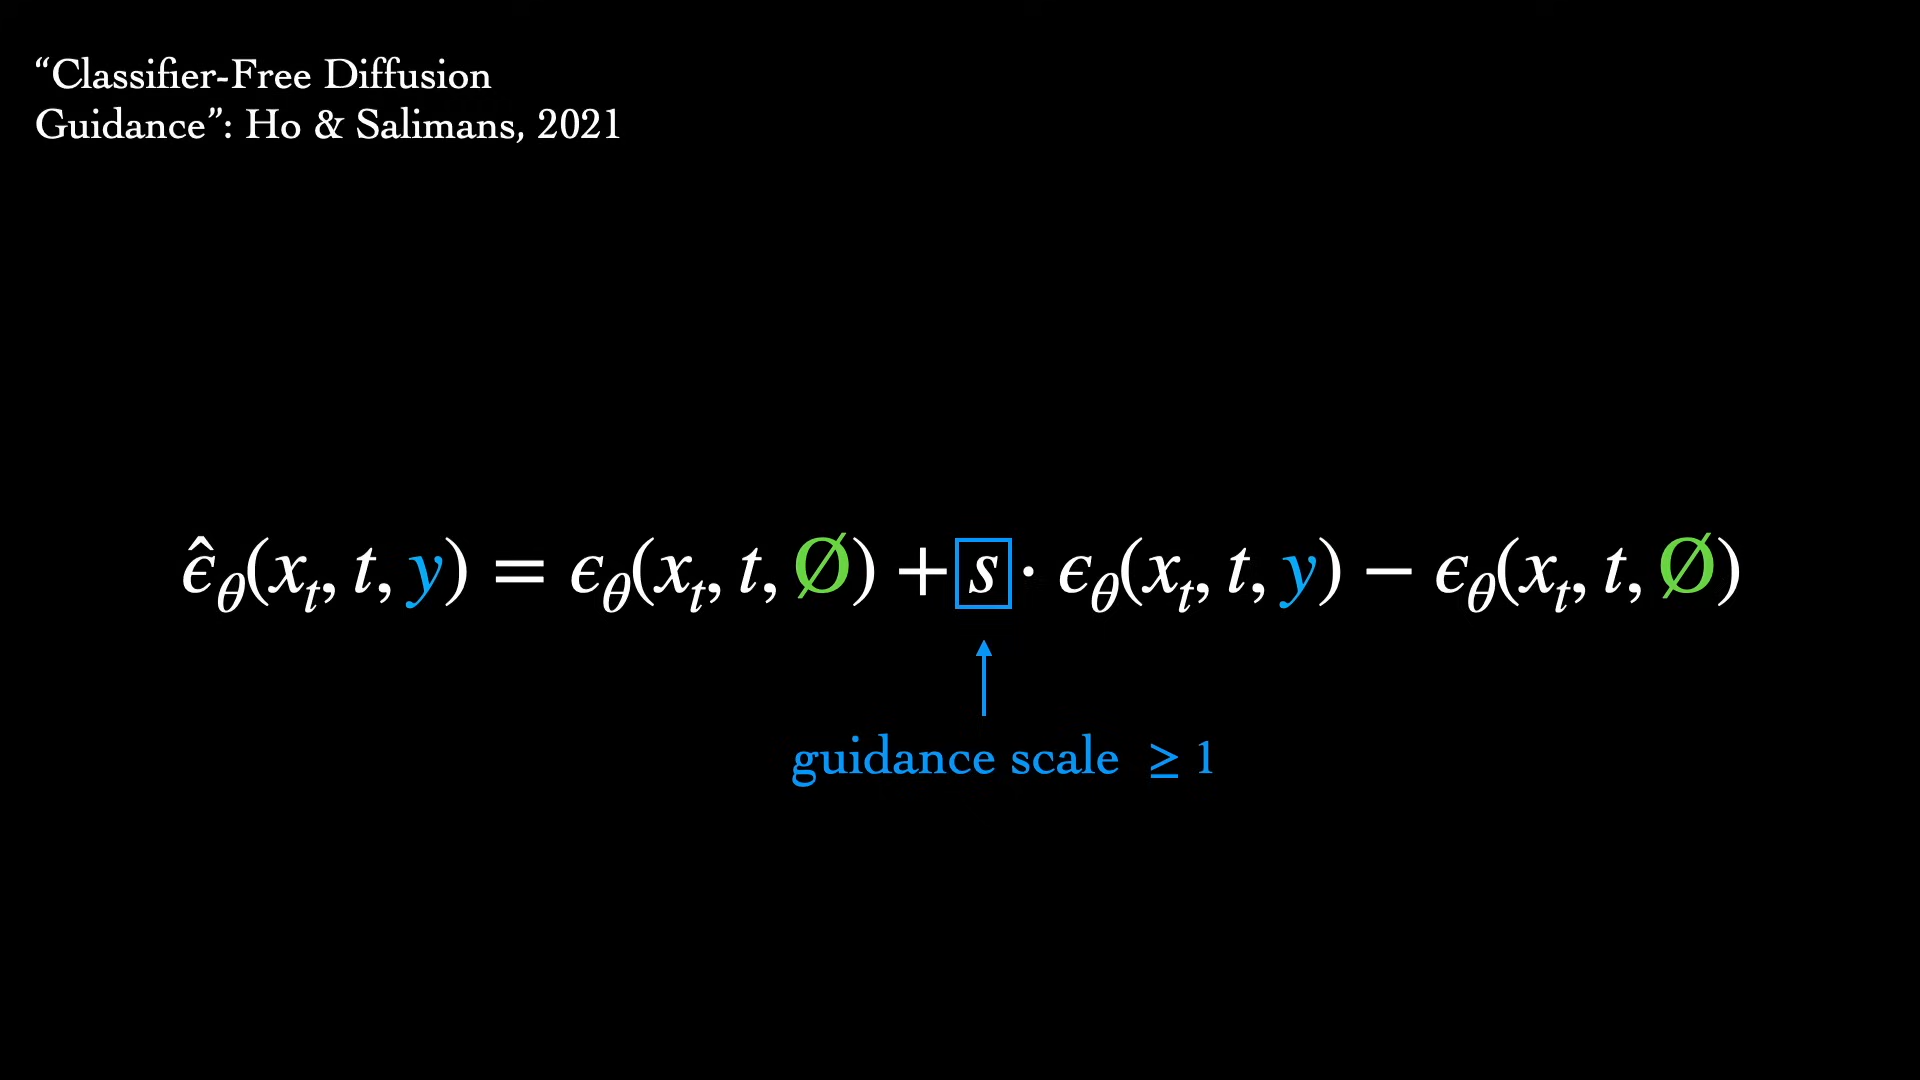 “Classifier-Free Diffusion
Guidance”: Ho & Salimans, 2021
ϵ̂θ(xt, t, y) = ϵθ(xt, t, Ø) + s · ϵθ(xt, t, y) − ϵθ(xt, t, Ø)
guidance scale ≥ 1